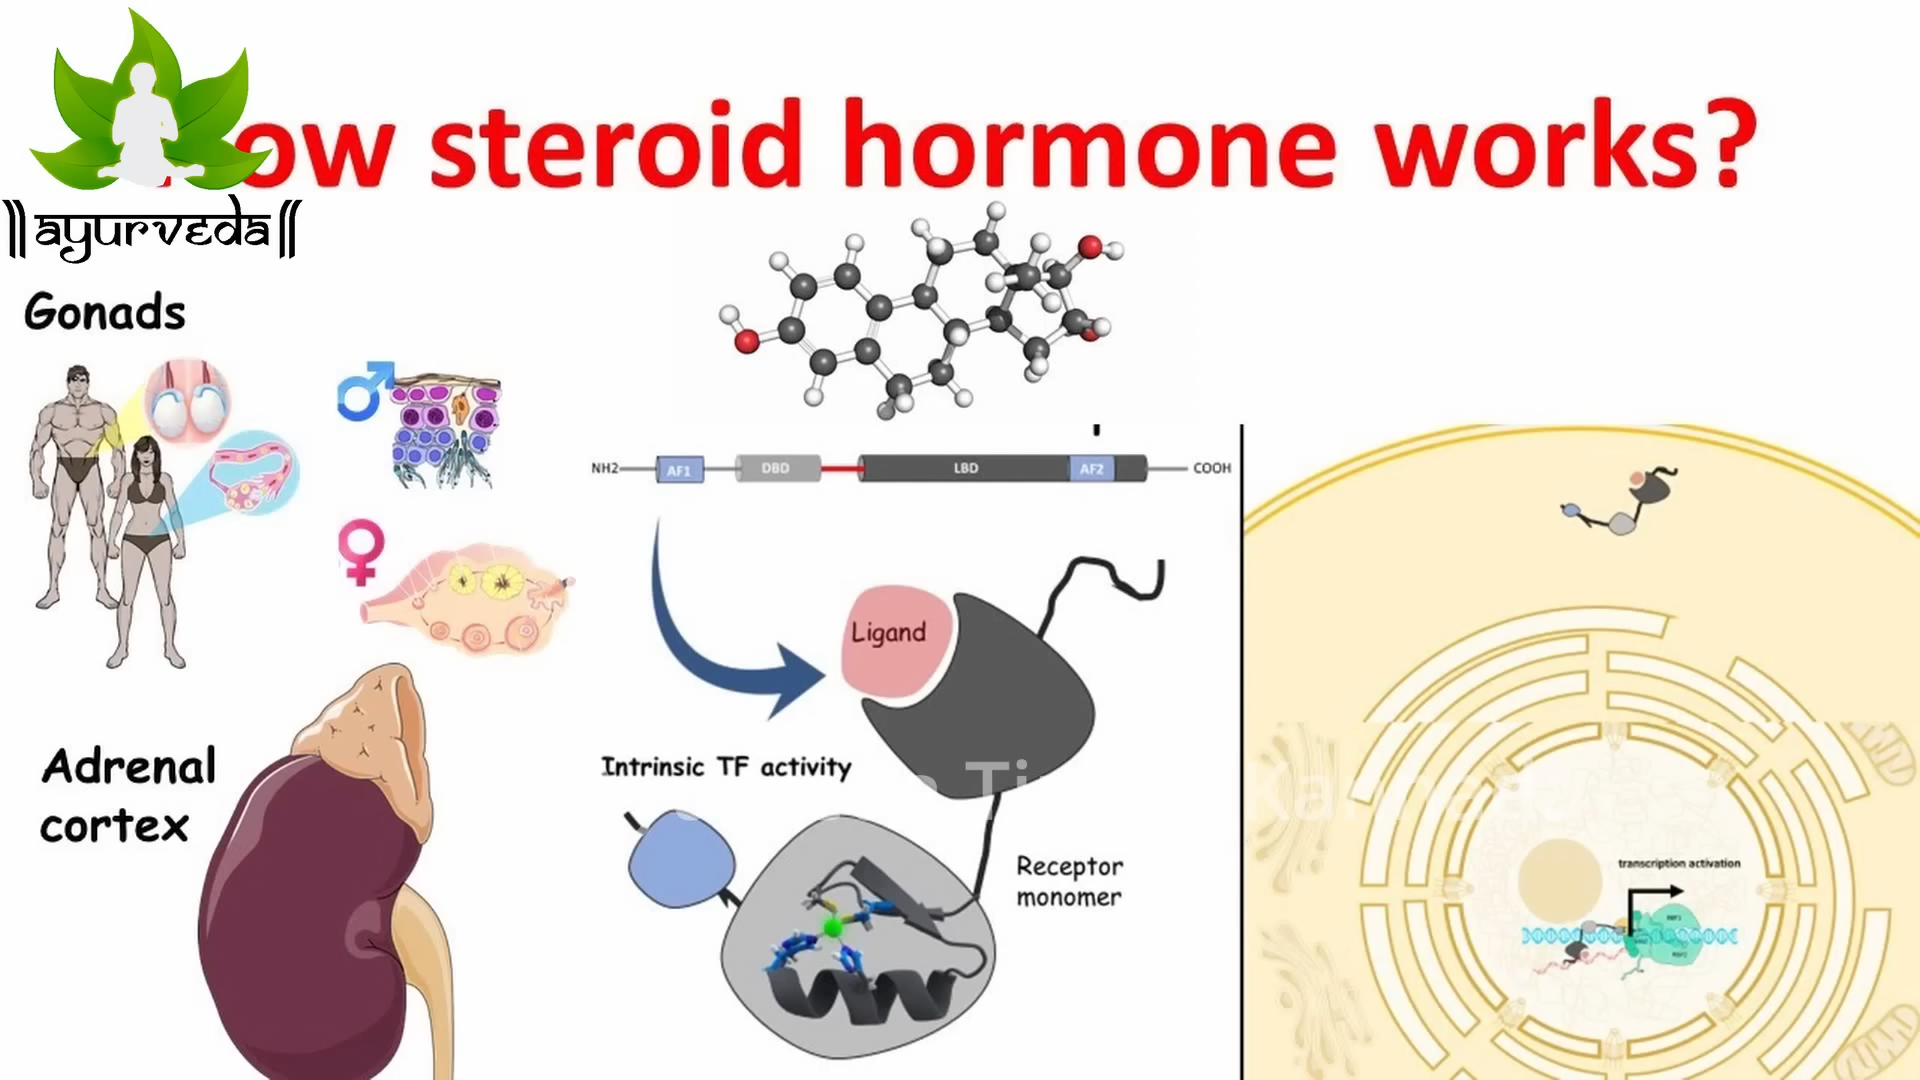 ow steroid hormone works?
||ayurveda||
Gonads
NH2
AF1
DBD
LBD
AF2
COOH
Ligand
Intrinsic TF activity
Adrenal
cortex
Receptor
monomer
transcription activation